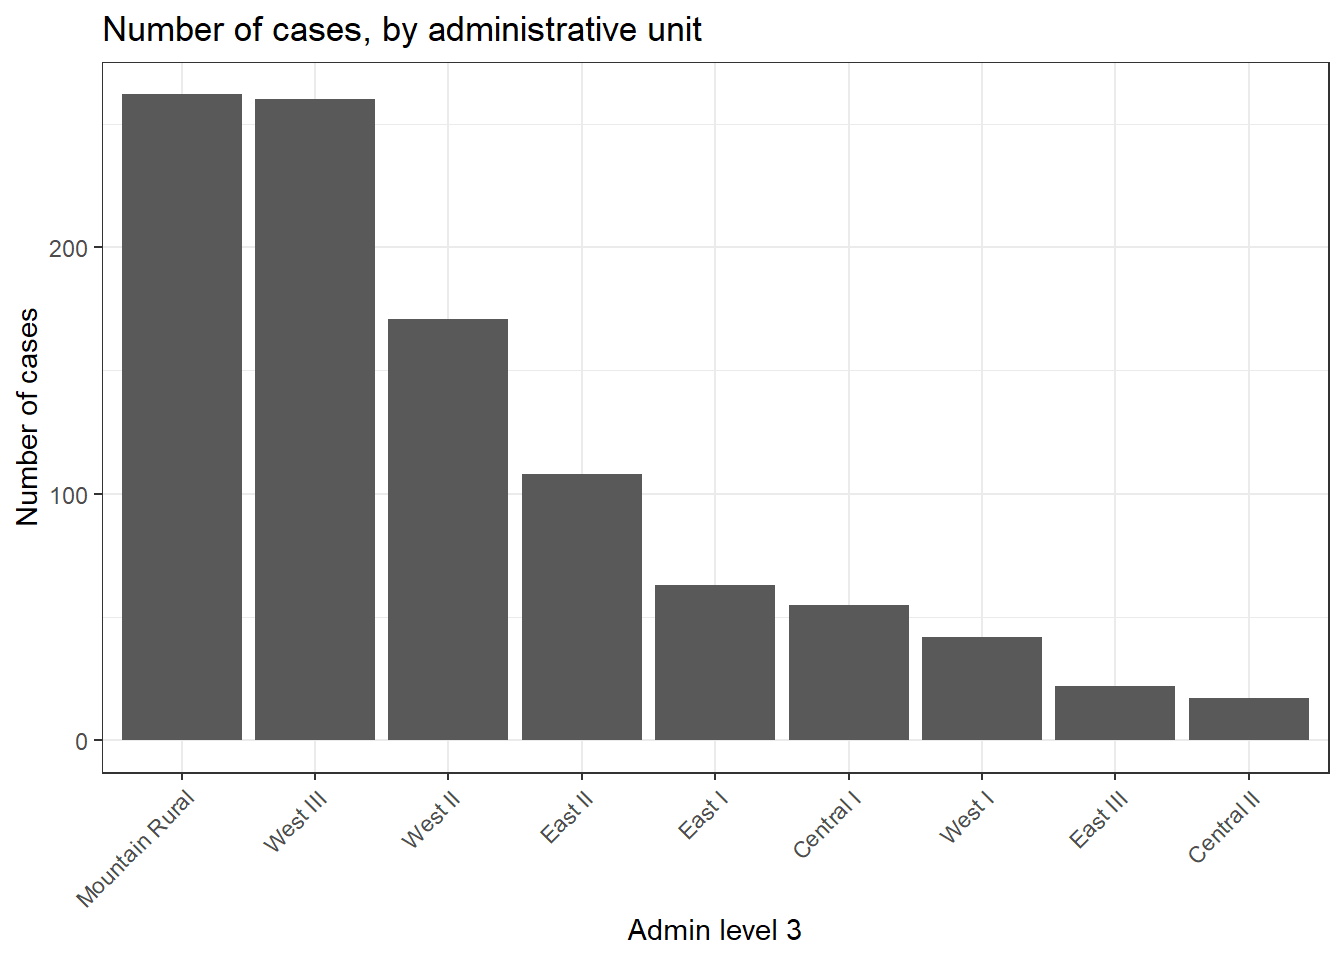 Number of cases, by administrative unit
Number of cases
200
100
0
Mountain Rural
West III
West II
East II
East I
Central I
West I
East III
Central II
Admin level 3